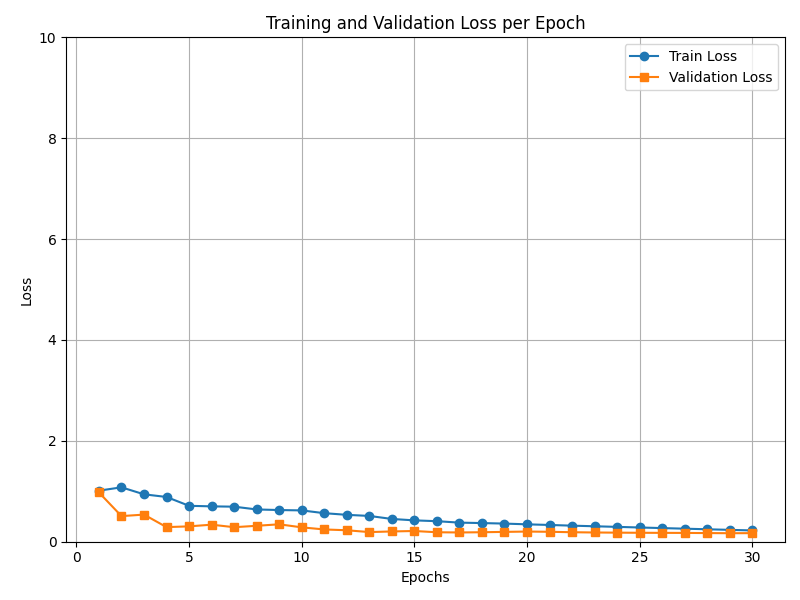 Training and Validation Loss per Epoch
Train Loss
Validation Loss
10
8
6
4
2
0
Loss
0 5 10 15 20 25 30
Epochs